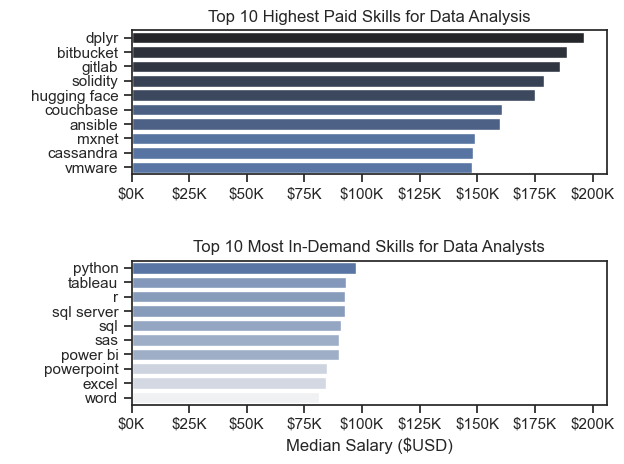 Top 10 Highest Paid Skills for Data Analysis
dplyr
bitbucket
gitlab
solidity
hugging face
couchbase
ansible
mxnet
cassandra
vmware
$0K $25K $50K $75K $100K $125K $150K $175K $200K
Top 10 Most In-Demand Skills for Data Analysts
python
tableau
r
sql server
sql
sas
power bi
powerpoint
excel
word
$0K $25K $50K $75K $100K $125K $150K $175K $200K
Median Salary ($USD)